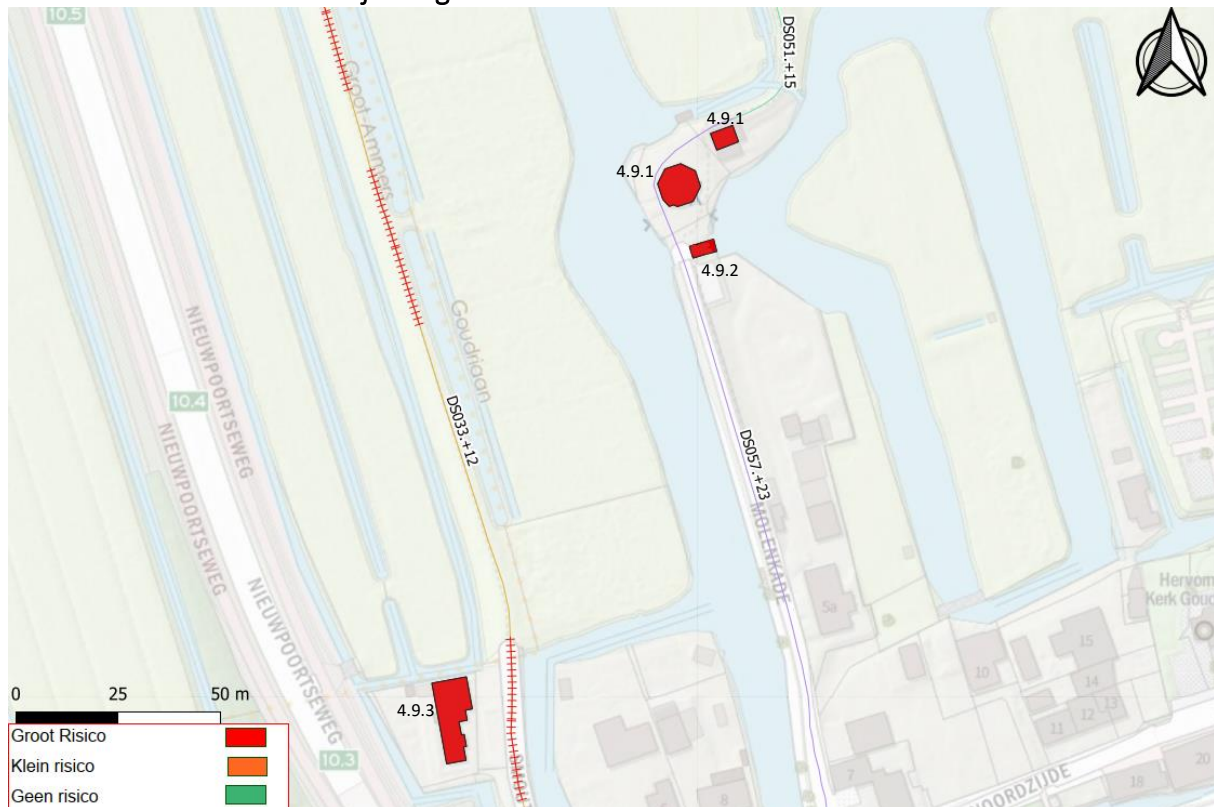 10.5
DS051.+15
Groot-Ammers
4.9.1
4.9.1
4.9.2
NIEUWPOORTSEWEG
Goudriaan
10.4
DS033.+12
NIEUWPOORTSEWEG
DS057.+23
MOLENKADE
NIEUWPOORTSEWEG
Hervorm
Kerk Goud
5a
15
10
14
13
12
11
0 25 50 m
4.9.3
10.3
Groot Risico
Klein risico
Geen risico
7
8
NOORDZIJDE
18
20